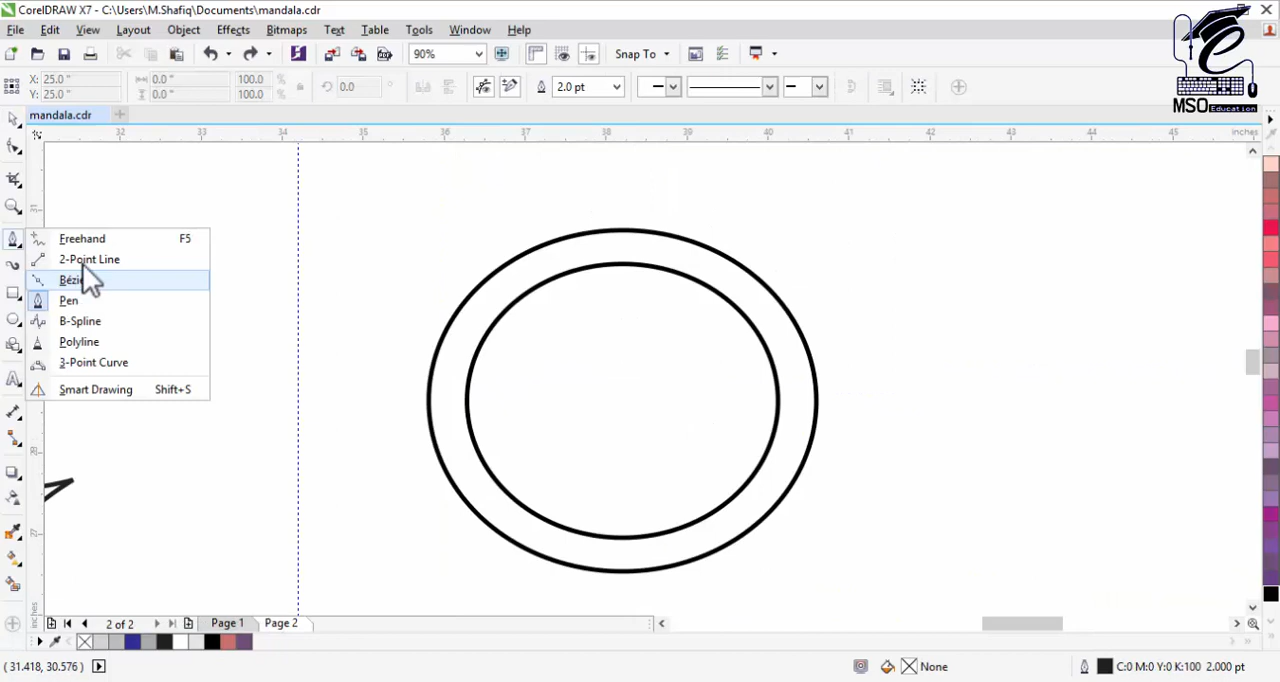 CorelDRAW X7 - C:\Users\M.Shafiq\Documents\mandala.cdr
File Edit View Layout Object Effects Bitmaps Text Table Tools Window Help
90% Snap To
X: 25.0 " 0.0 " 100.0 % 0.0 2.0 pt
Y: 25.0 " 0.0 " 100.0 %
MSO Education
mandala.cdr
32 33 34 35 36 37 38 39 40 41 42 43 44 45 inches
31
28
27
inches
Freehand F5
2-Point Line
Pen
B-Spline
Polyline
3-Point Curve
Smart Drawing Shift+S
2 of 2 Page 1 Page 2
(31.418, 30.576) None C:0 M:0 Y:0 K:100 2.000 pt